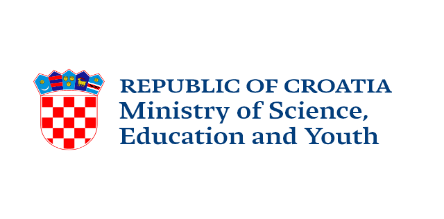 REPUBLIC OF CROATIA
Ministry of Science,
Education and Youth